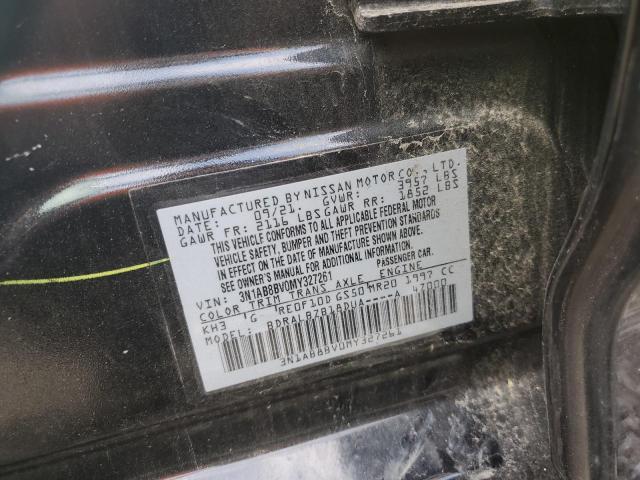 MANUFACTURED BY NISSAN MOTOR CO., LTD.
DATE: 09/21 GVWR: 3957 LBS
GAWR FR: 2116 LBS GAWR RR: 1852 LBS
THIS VEHICLE CONFORMS TO ALL APPLICABLE FEDERAL MOTOR
VEHICLE SAFETY, BUMPER AND THEFT PREVENTION STANDARDS
IN EFFECT ON THE DATE OF MANUFACTURE SHOWN ABOVE.
SEE OWNER'S MANUAL FOR ADDITIONAL INFORMATION.
VIN: 3N1AB8BV0MY327261 PASSENGER CAR.
COLOR TRIM TRANS AXLE ENGINE
KH3 G RE0F10D GS50 MR20 1997 CC
MODEL: BDRALBZB18DUA----A 47000
3N1AB8BV0MY327261